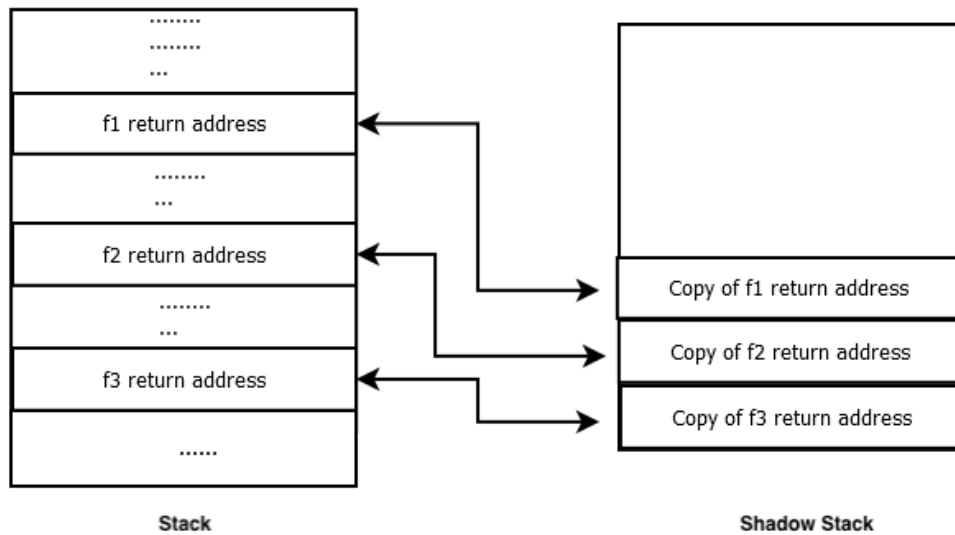 ........
........
...
f1 return address
........
...
f2 return address
........
...
f3 return address
......
Stack
Copy of f1 return address
Copy of f2 return address
Copy of f3 return address
Shadow Stack